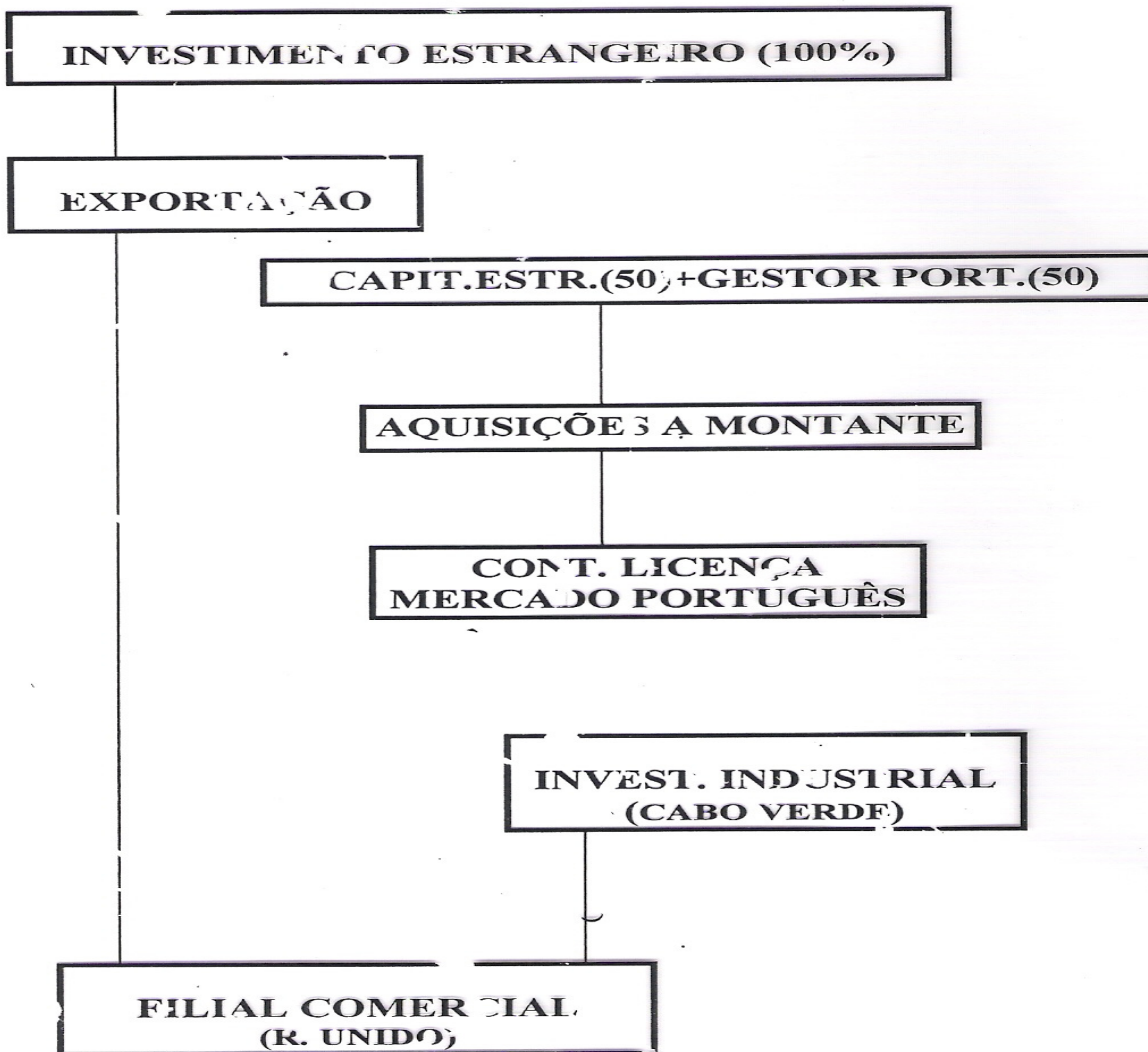 INVESTIMENTO ESTRANGEIRO (100%)
EXPORTAÇÃO
CAPIT.ESTR.(50)+GESTOR PORT.(50)
AQUISIÇÕES A MONTANTE
CONT. LICENÇA
MERCADO PORTUGUÊS
INVEST. INDUSTRIAL
(CABO VERDE)
FILIAL COMERCIAL
(R. UNIDO)